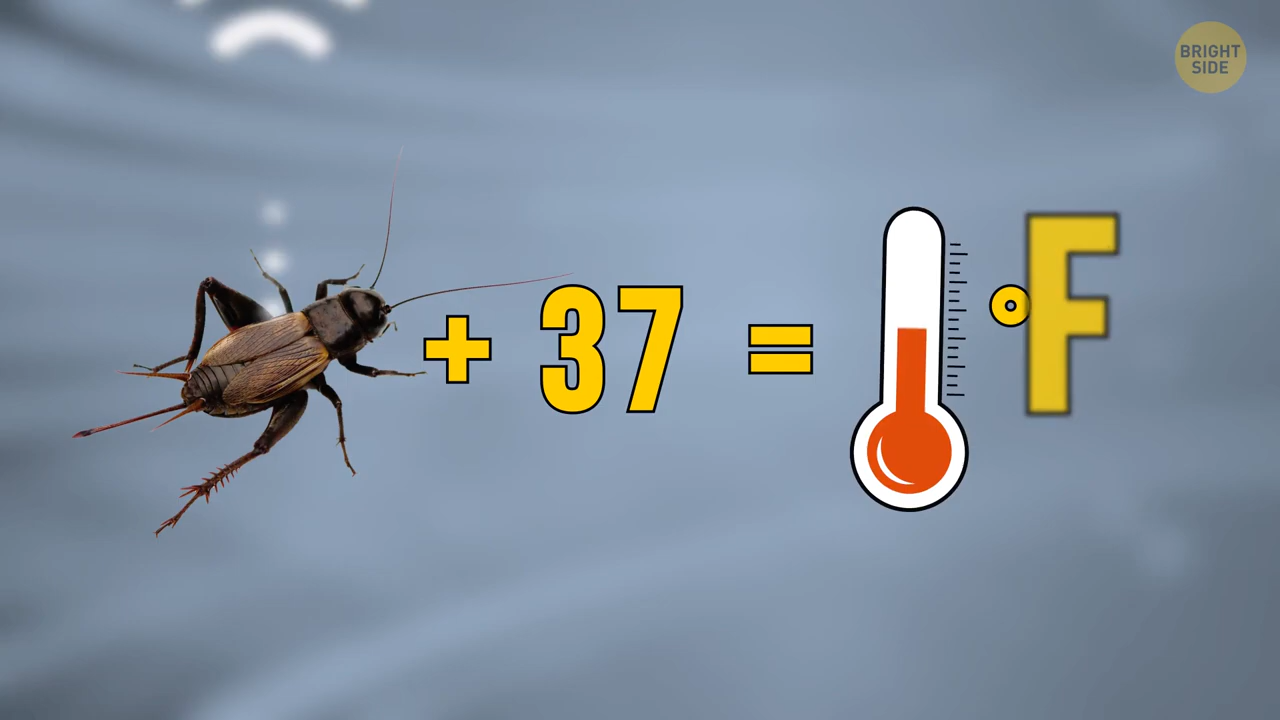 BRIGHT
SIDE
+ 37 = °F